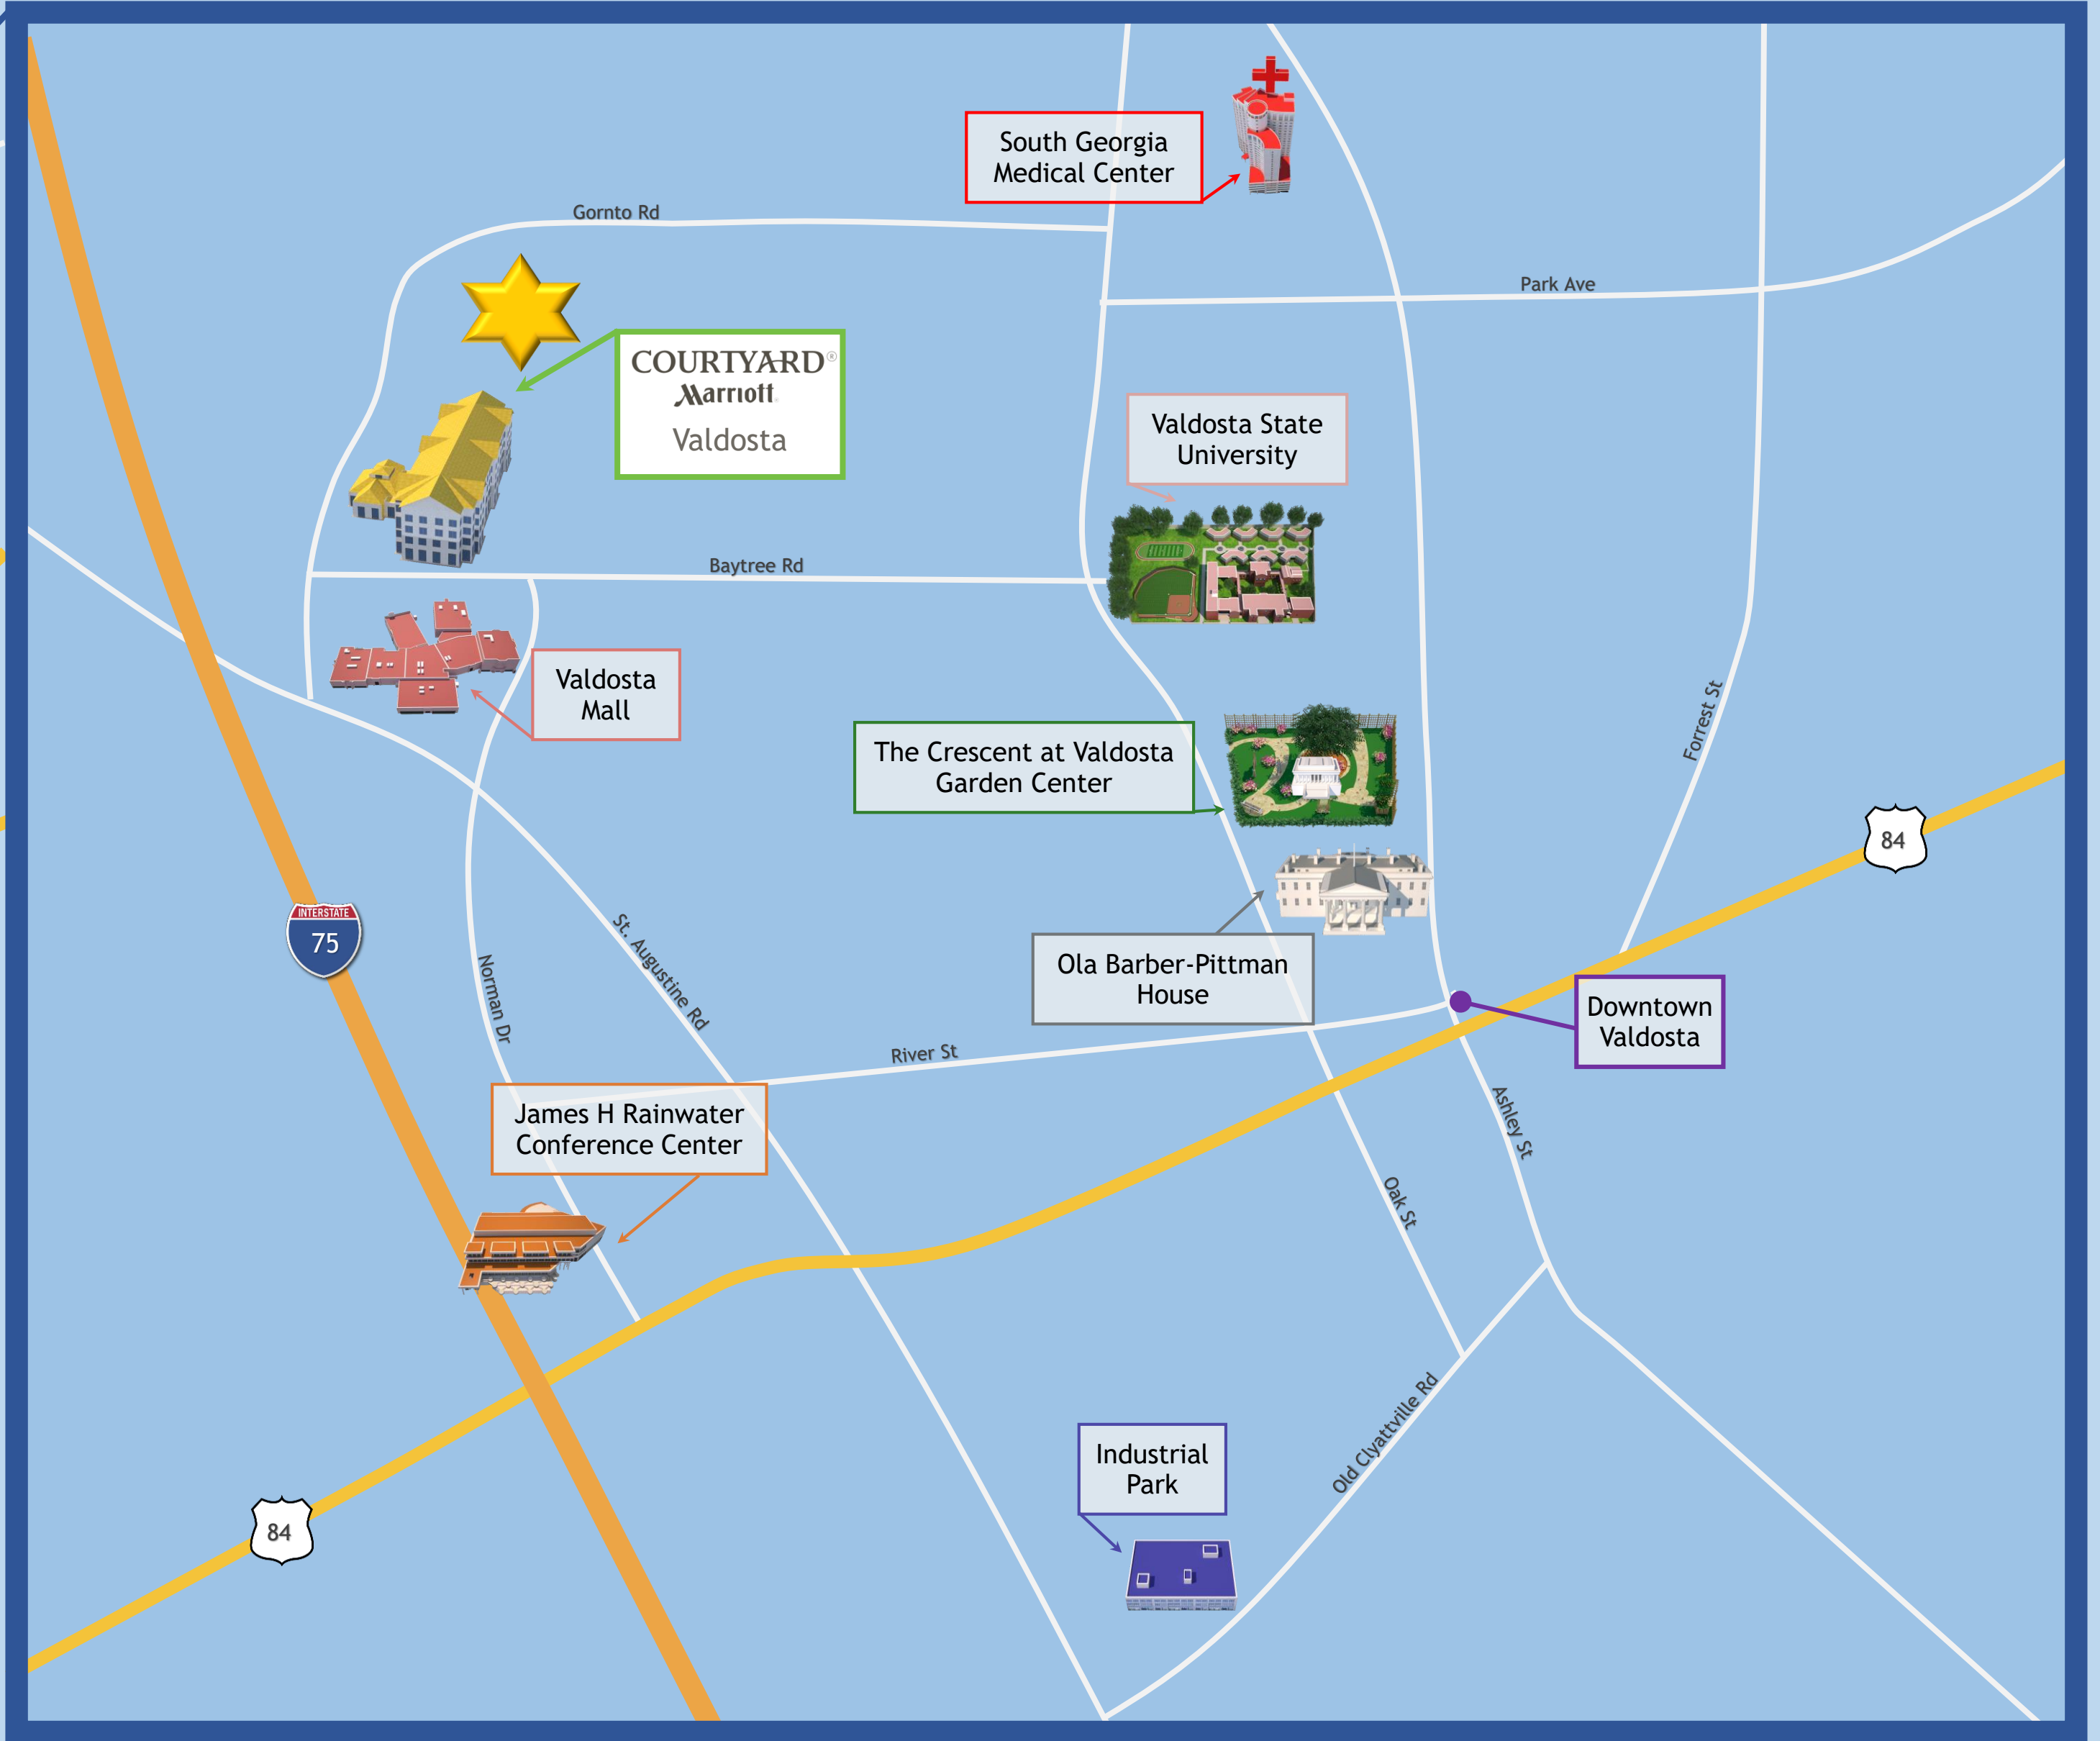 South Georgia
Medical Center
Gornto Rd
Park Ave
COURTYARD®
Marriott
Valdosta
Valdosta State
University
Baytree Rd
Valdosta
Mall
Forrest St
The Crescent at Valdosta
Garden Center
84
INTERSTATE
75
St. Augustine Rd
Norman Dr
Ola Barber-Pittman
House
Downtown
Valdosta
River St
James H Rainwater
Conference Center
Ashley St
Oak St
Old Clyattville Rd
Industrial
Park
84